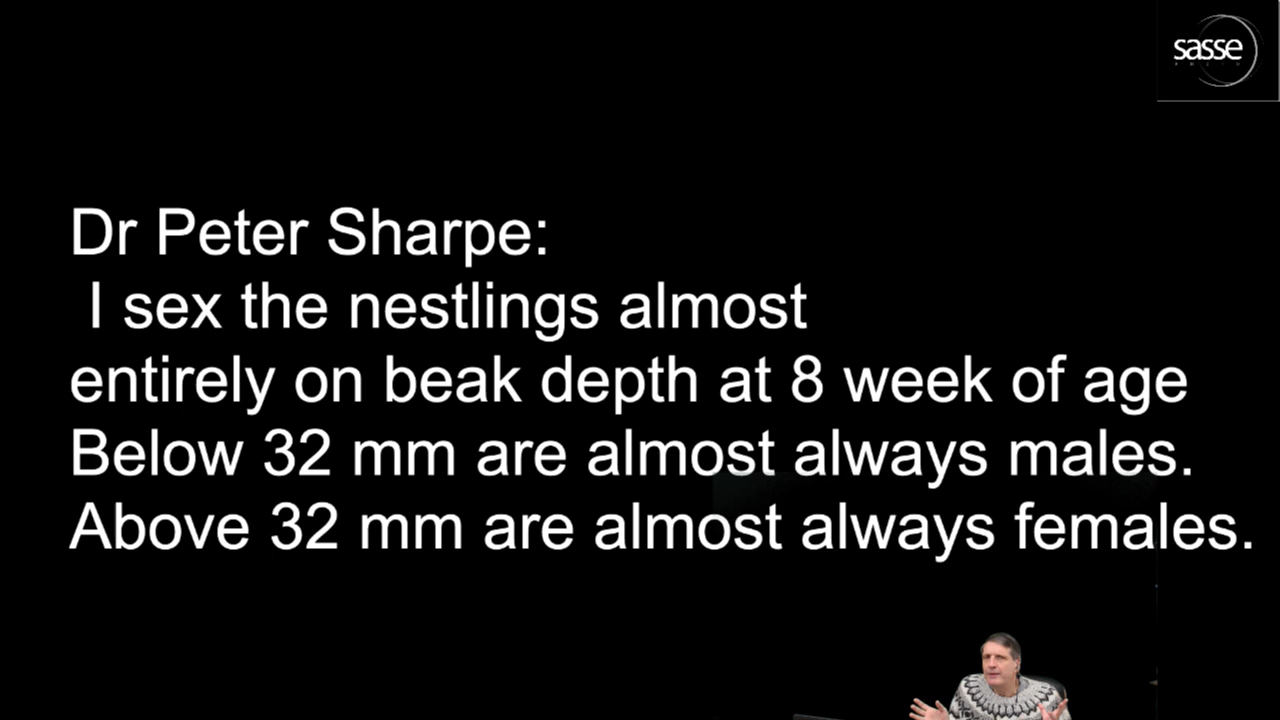 sasse
Dr Peter Sharpe:
I sex the nestlings almost
entirely on beak depth at 8 week of age
Below 32 mm are almost always males.
Above 32 mm are almost always females.